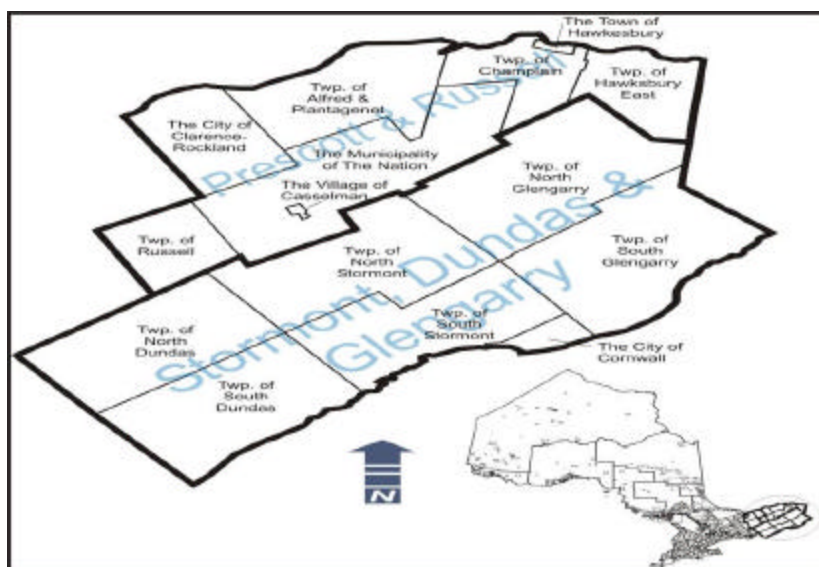 The Town of
Hawkesbury
Twp. of
Champlain
Twp. of
Hawksbury
East
Twp. of
Alfred &
Plantagenet
The City of
Clarence-
Rockland
Prescott & Russell
The Municipality
of The Nation
The Village of
Casselman
Twp. of
Russell
Twp. of
North
Glengarry
Twp. of
North
Stormont
Twp. of
South
Glengarry
Stormont, Dundas &
Glengarry
Twp. of
North
Dundas
Twp. of
South
Stormont
The City of
Cornwall
Twp. of
South
Dundas
N